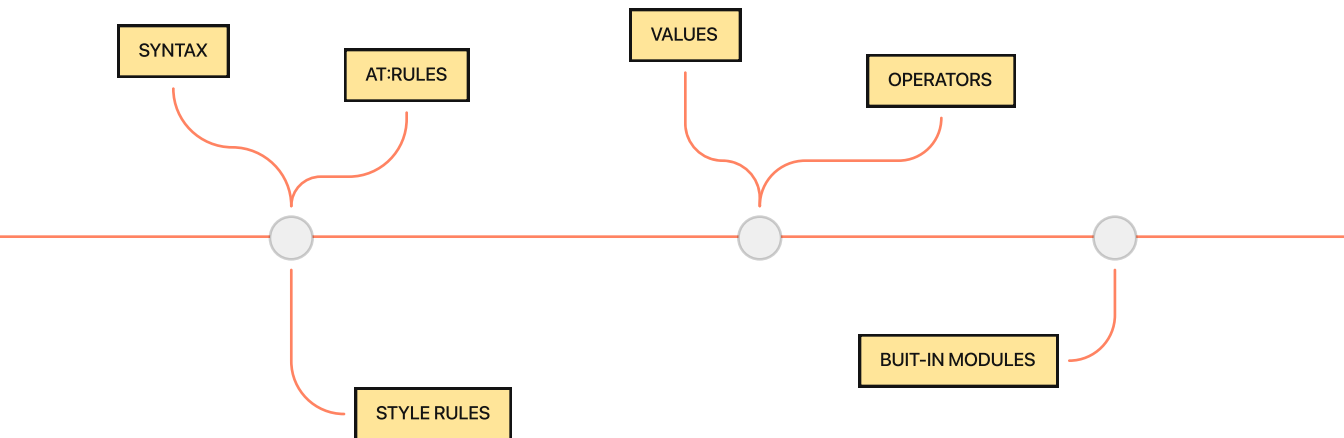 SYNTAX
AT:RULES
VALUES
OPERATORS
STYLE RULES
BUIT-IN MODULES